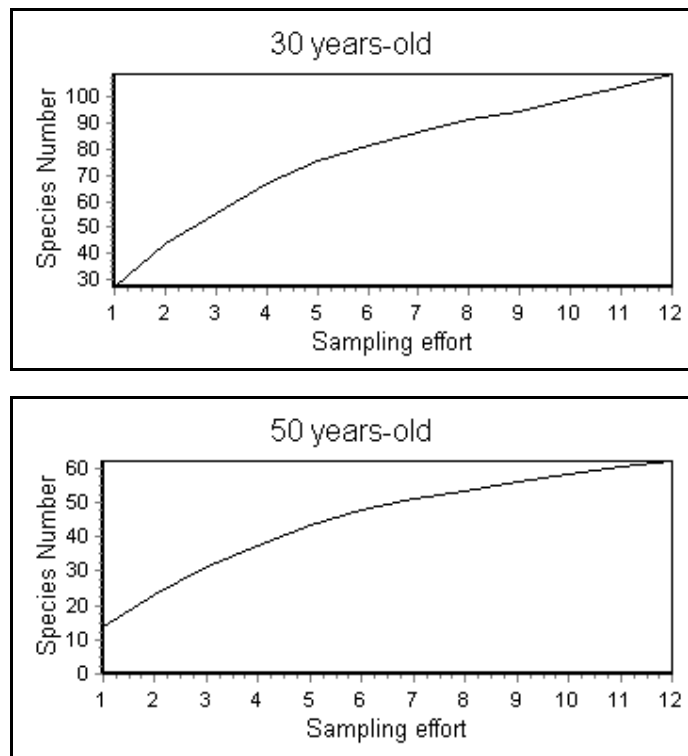 30 years-old
Species Number
100
90
80
70
60
50
40
30
1 2 3 4 5 6 7 8 9 10 11 12
Sampling effort
50 years-old
Species Number
60
50
40
30
20
10
0
1 2 3 4 5 6 7 8 9 10 11 12
Sampling effort